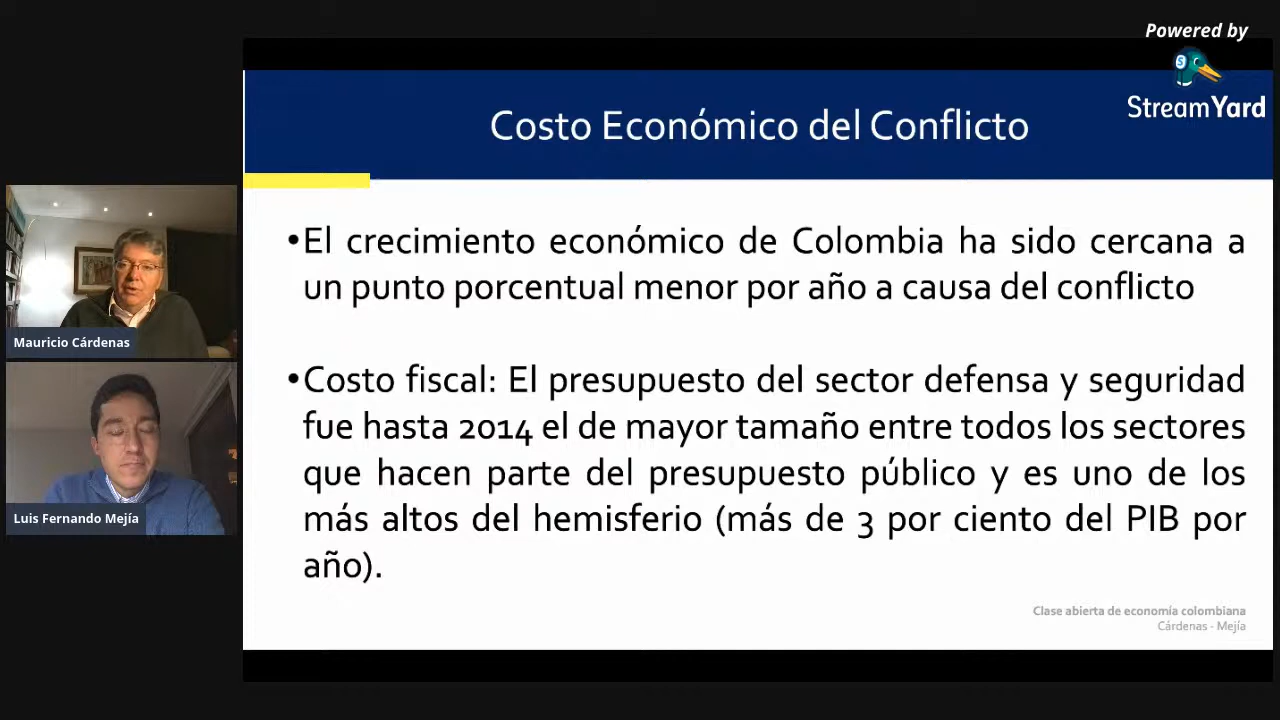 Powered by
StreamYard
Costo Económico del Conflicto
•El crecimiento económico de Colombia ha sido cercana a
un punto porcentual menor por año a causa del conflicto
•Costo fiscal: El presupuesto del sector defensa y seguridad
fue hasta 2014 el de mayor tamaño entre todos los sectores
que hacen parte del presupuesto público y es uno de los
más altos del hemisferio (más de 3 por ciento del PIB por
año).
Clase abierta de economía colombiana
Cárdenas - Mejía
Mauricio Cárdenas
Luis Fernando Mejía